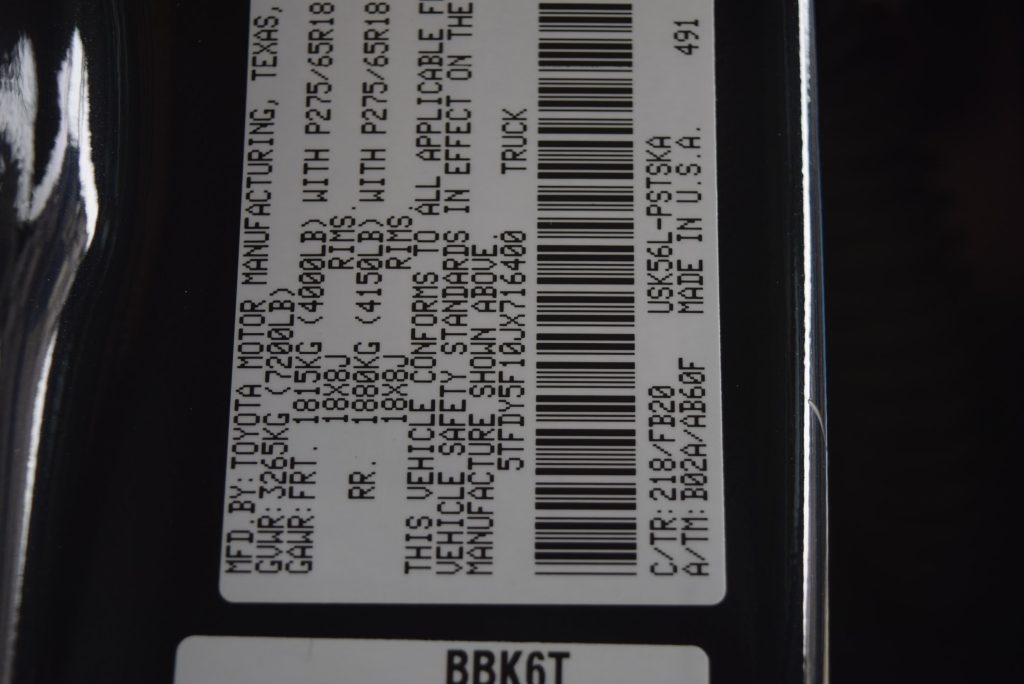 MFD.BY:TOYOTA MOTOR MANUFACTURING, TEXAS,
GVWR:3265KG (7200LB)
GAWR:FRT. 1815KG (4000LB) WITH P275/65R18
18X8J RIMS.
RR. 1880KG (4150LB) WITH P275/65R18
18X8J RIMS
THIS VEHICLE CONFORMS TO ALL APPLICABLE
VEHICLE SAFETY STANDARDS IN EFFECT ON THE
MANUFACTURE SHOWN ABOVE.
5TFDY5F10JX716400 TRUCK
C/TR:218/FB20 USK56L-PSTSKA 491
A/TM:B02A/AB60F MADE IN U.S.A.
BBK6T